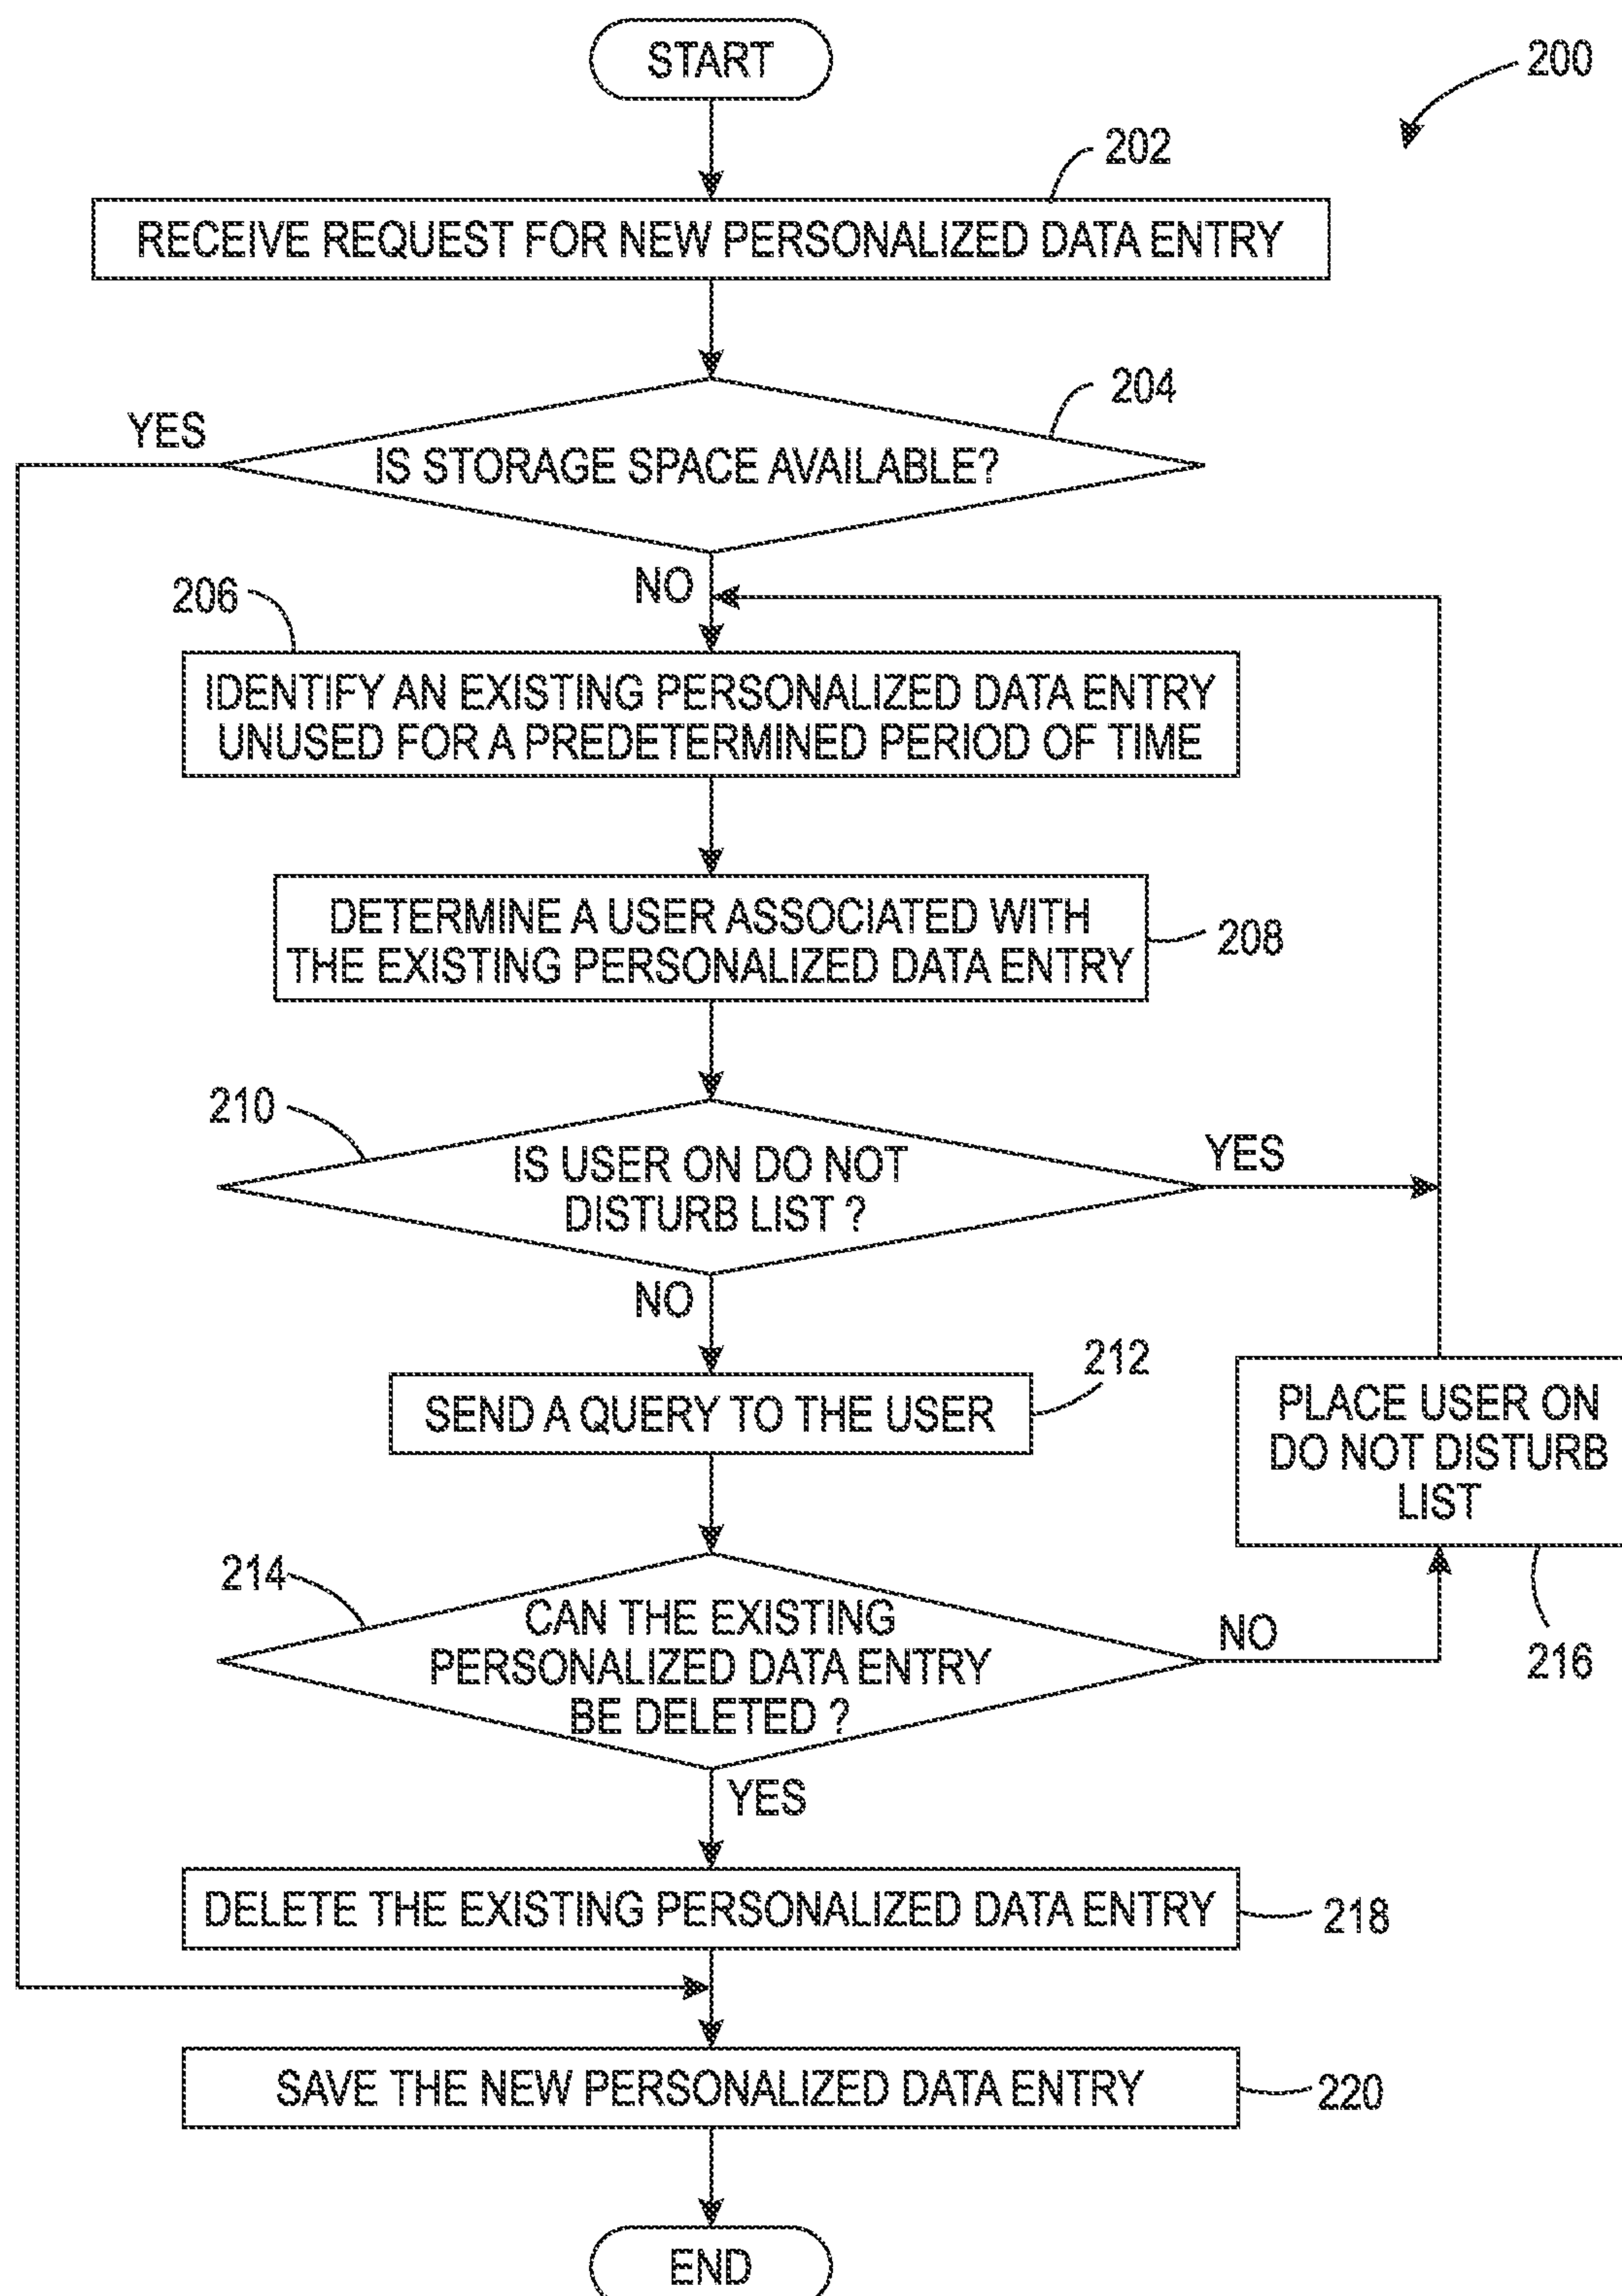 START
200
202
RECEIVE REQUEST FOR NEW PERSONALIZED DATA ENTRY
204
YES
IS STORAGE SPACE AVAILABLE?
NO
206
IDENTIFY AN EXISTING PERSONALIZED DATA ENTRY
UNUSED FOR A PREDETERMINED PERIOD OF TIME
DETERMINE A USER ASSOCIATED WITH
THE EXISTING PERSONALIZED DATA ENTRY
208
210
IS USER ON DO NOT
DISTURB LIST ?
YES
NO
212
SEND A QUERY TO THE USER
PLACE USER ON
DO NOT DISTURB
LIST
214
CAN THE EXISTING
PERSONALIZED DATA ENTRY
BE DELETED ?
NO
216
YES
DELETE THE EXISTING PERSONALIZED DATA ENTRY
218
SAVE THE NEW PERSONALIZED DATA ENTRY
220
END